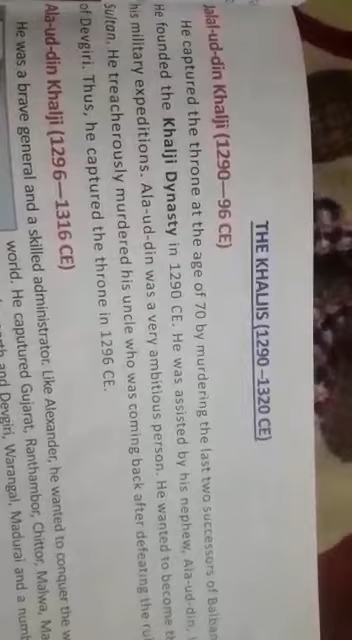 THE KHALJIS (1290–1320 CE)
Jalal-ud-din Khalji (1290–96 CE)
He captured the throne at the age of 70 by murdering the last two successors of Balban
He founded the Khalji Dynasty in 1290 CE. He was assisted by his nephew, Ala-ud-din,
his military expeditions. Ala-ud-din was a very ambitious person. He wanted to become
Sultan. He treacherously murdered his uncle who was coming back after defeating the
of Devgiri. Thus, he captured the throne in 1296 CE.
Ala-ud-din Khalji (1296–1316 CE)
He was a brave general and a skilled administrator. Like Alexander, he wanted to conquer the
world. He caputured Gujarat, Ranthambor, Chittor, Malwa,
and Devgiri, Warangal, Madurai and a